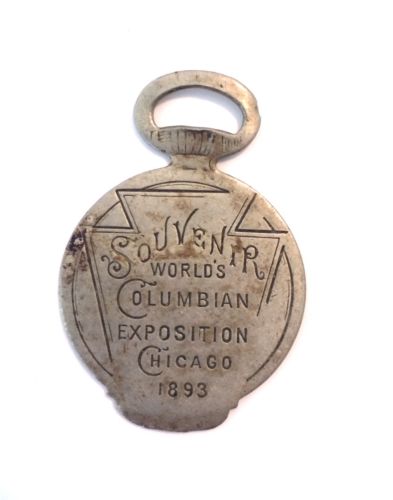 SOUVENIR
WORLD'S
COLUMBIAN
EXPOSITION
CHICAGO
1893